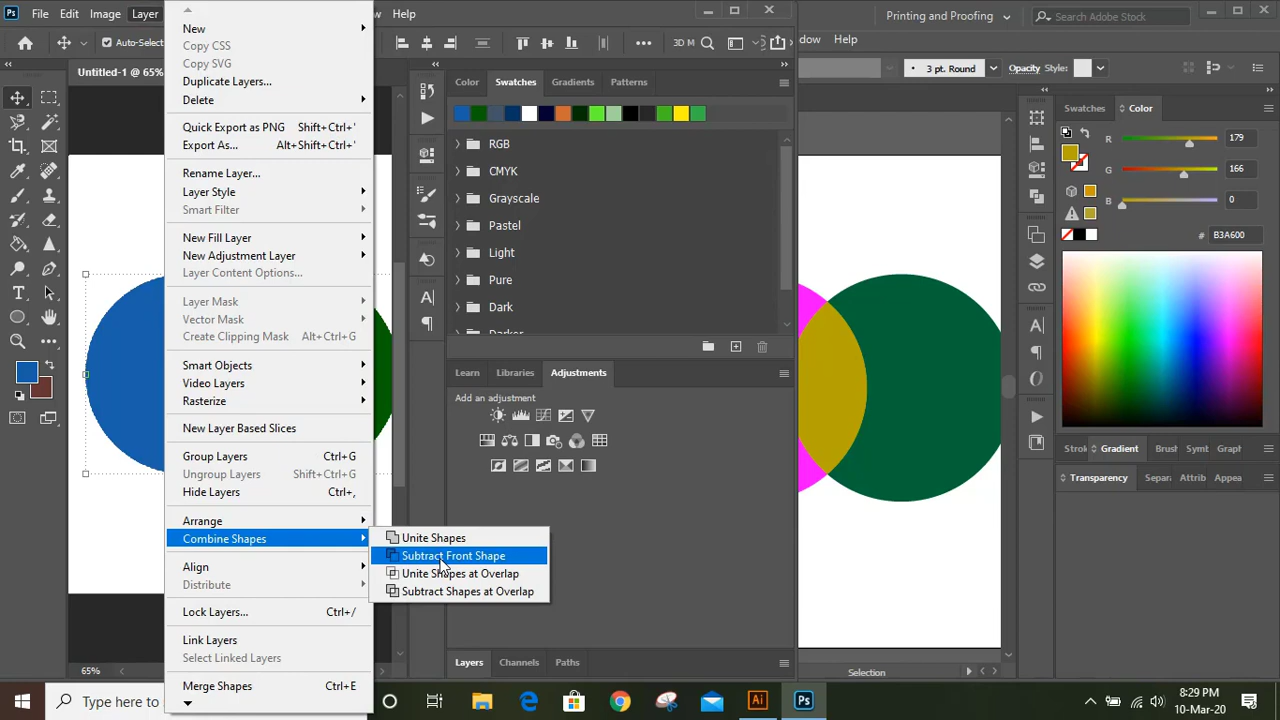 Ps File Edit Image Layer Help
Auto-Select
3D M
Untitled-1 @ 65%
New
Copy CSS
Copy SVG
Duplicate Layers...
Delete
Quick Export as PNG Shift+Ctrl+'
Export As... Alt+Shift+Ctrl+'
Rename Layer...
Layer Style
Smart Filter
New Fill Layer
New Adjustment Layer
Layer Content Options...
Layer Mask
Vector Mask
Create Clipping Mask Alt+Ctrl+G
Smart Objects
Video Layers
Rasterize
New Layer Based Slices
Group Layers Ctrl+G
Ungroup Layers Shift+Ctrl+G
Hide Layers Ctrl+,
Arrange
Combine Shapes
Align
Distribute
Lock Layers... Ctrl+/
Link Layers
Select Linked Layers
Merge Shapes Ctrl+E
Unite Shapes
Subtract Front Shape
Unite Shapes at Overlap
Subtract Shapes at Overlap
Color Swatches Gradients Patterns
RGB
CMYK
Grayscale
Pastel
Light
Pure
Dark
Darker
Learn Libraries Adjustments
Add an adjustment
Layers Channels Paths
65%
Printing and Proofing
Search Adobe Stock
dow Help
3 pt. Round Opacity Style:
Swatches Color
R 179
G 166
B 0
# B3A600
Strok Gradient Brush Symb Graph
Transparency Separa Attrib Appea
Selection
Type here
Ai Ps
8:29 PM
10-Mar-20